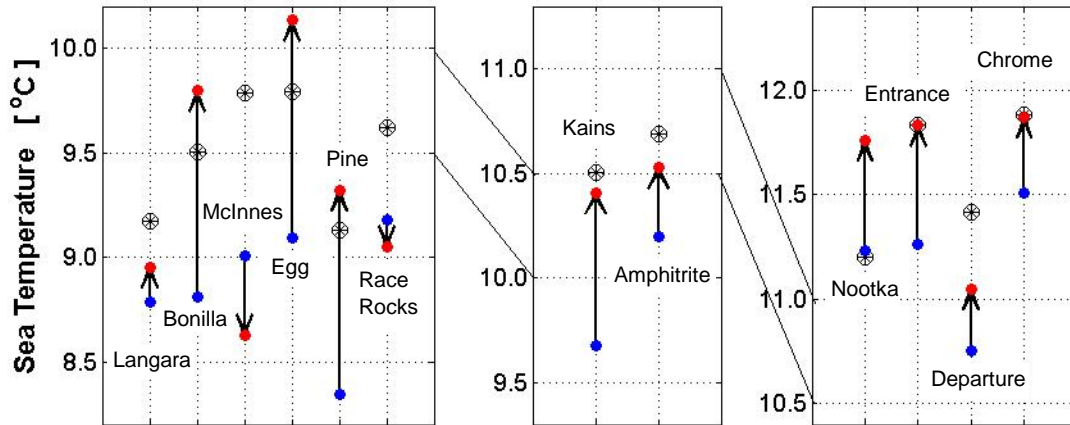 Sea Temperature [°C]
10.0
9.5
9.0
8.5
Langara
Bonilla
McInnes
Egg
Pine
Race
Rocks
11.0
10.5
10.0
9.5
Kains
Amphitrite
12.0
11.5
11.0
10.5
Nootka
Entrance
Departure
Chrome